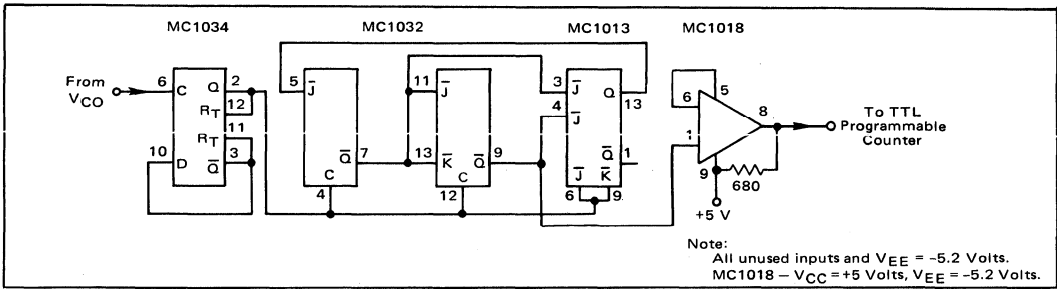 MC1034 MC1032 MC1013 MC1018
From
VCO
6 C Q 2
RT 12
RT 11
10 D Q̅ 3
5 J̅
Q̅ 7
C
4
11 J̅
13 K̅ Q̅ 9
C
12
3 J̅ Q
13
4 J̅
Q̅ 1
J̅ K̅
6 9
6 5
8
1
9
680
+5 V
To TTL
Programmable
Counter
Note:
All unused inputs and VEE = –5.2 Volts.
MC1018 – VCC = +5 Volts, VEE = –5.2 Volts.